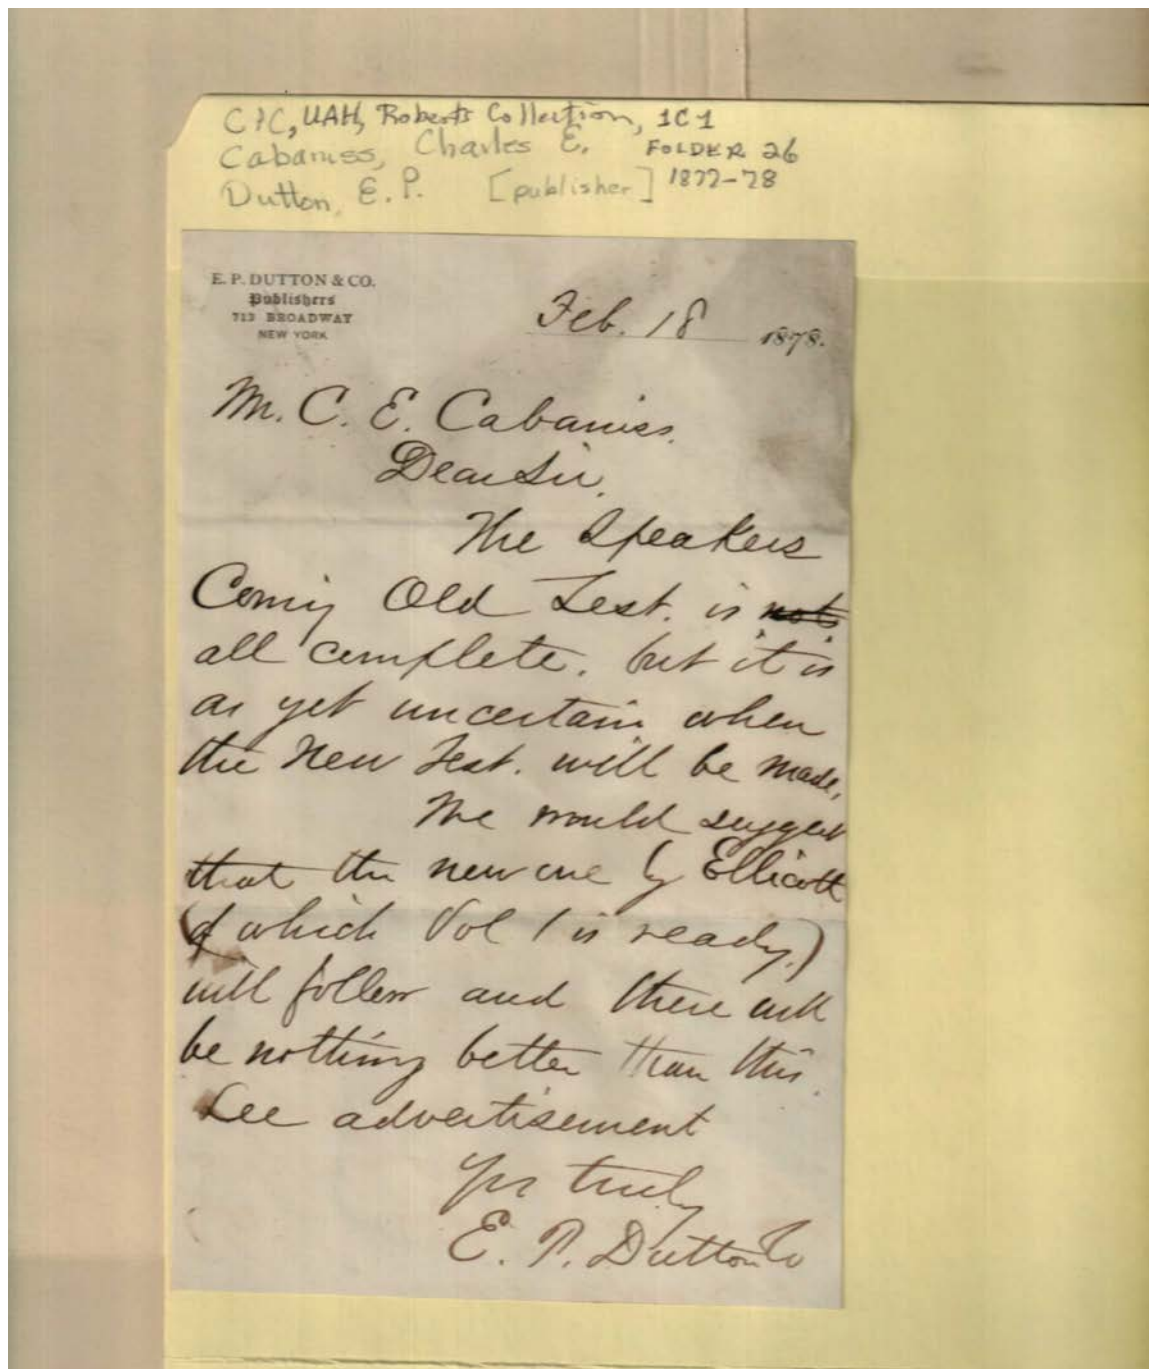 C+C, UAH, Roberts Collection, 1C1
Cabaniss, Charles E. FOLDER 26
Dutton, E. P. [publisher] 1877-78
E. P. DUTTON & CO.
Publishers
713 BROADWAY
NEW YORK
Feb. 18 1878.
M. C. E. Cabaniss.
Dear Sir,
The Speakers
Comy Old Test. is not
all complete. but it is
as yet uncertain when
the New Test. will be made,
We would suggest
that the new one by Ellicott
(of which Vol 1 is ready.)
will follow and there will
be nothing better than this.
See advertisement
Yrs truly
E. P. Dutton Co